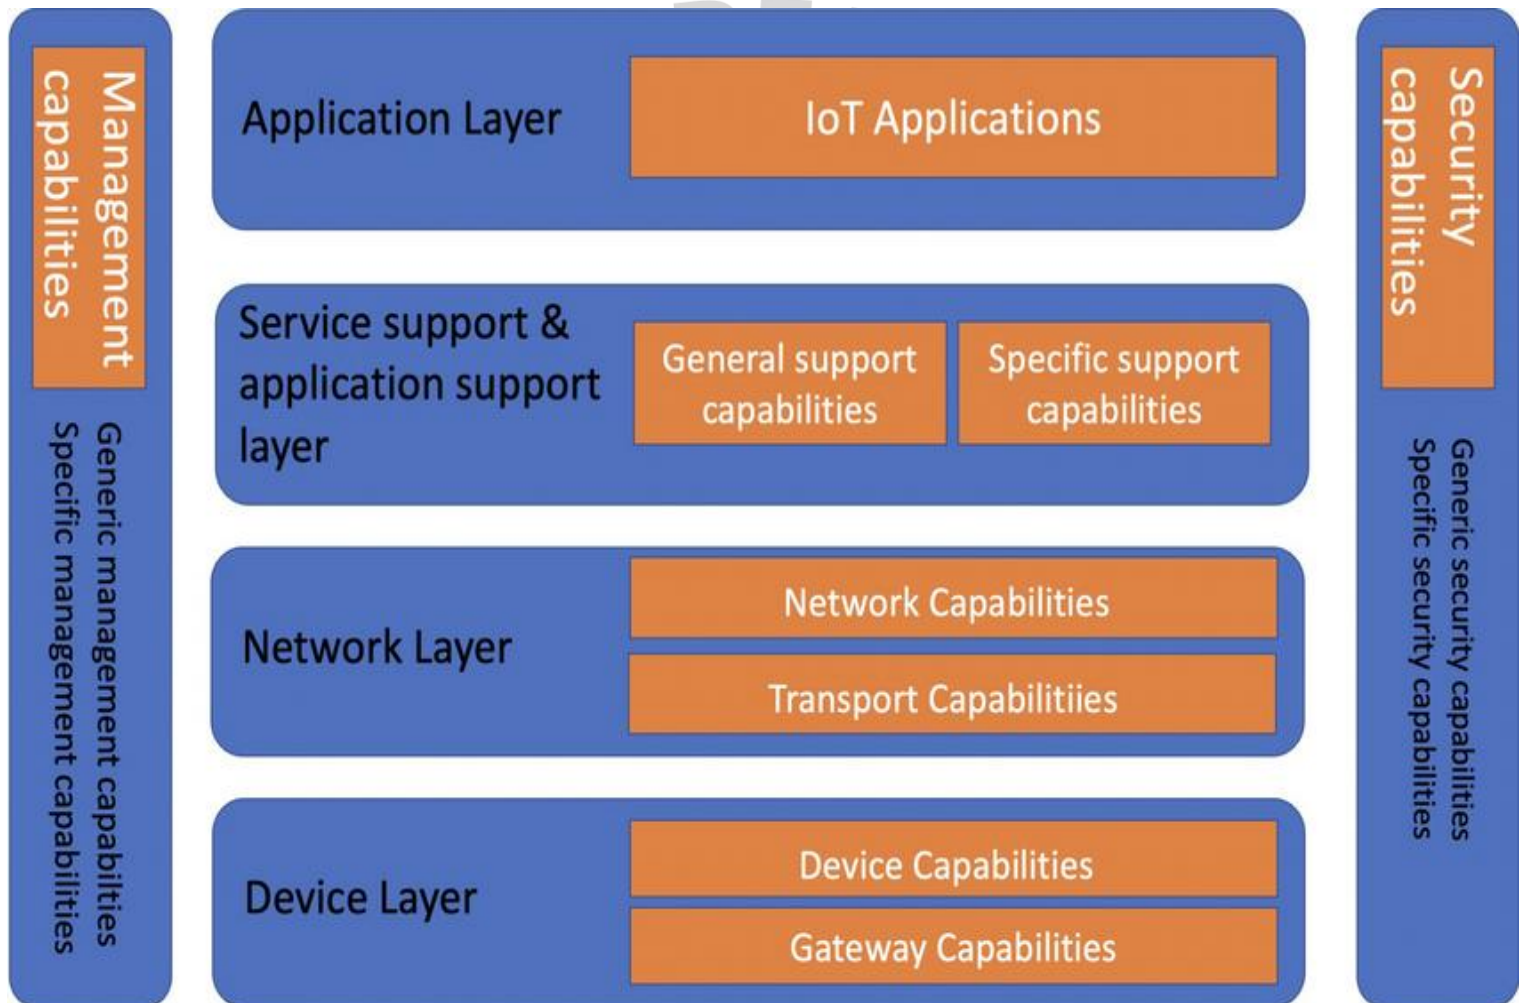 Management
capabilities
Generic management capabilties
Specific management capabilities
Application Layer
IoT Applications
Service support &
application support
layer
General support
capabilities
Specific support
capabilities
Network Layer
Network Capabilities
Transport Capabilitiies
Device Layer
Device Capabilities
Gateway Capabilities
Security
capabilities
Generic security capabilities
Specific security capabilities